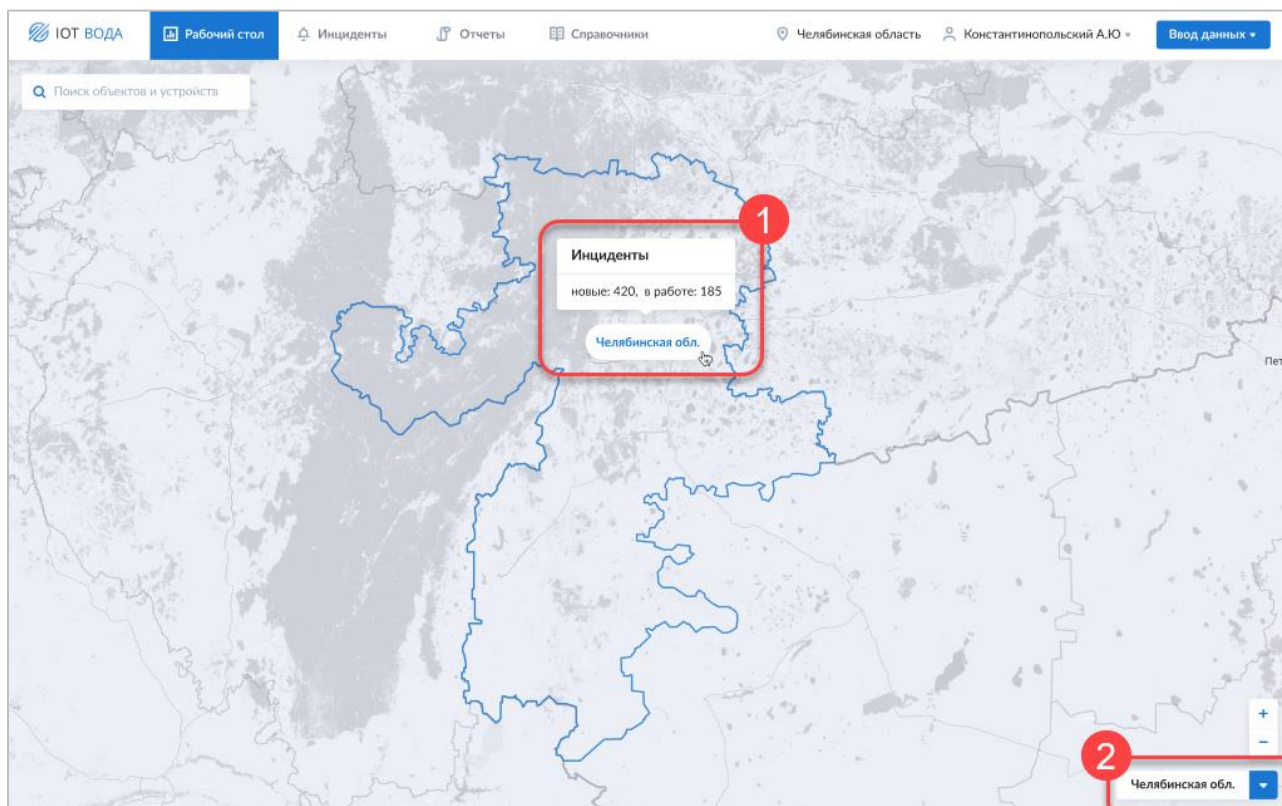 IOT ВОДА Рабочий стол Инциденты Отчеты Справочники Челябинская область Константинопольский А.Ю Ввод данных
Поиск объектов и устройств
1
Инциденты
новые: 420, в работе: 185
Челябинская обл.
Пет
+
−
2
Челябинская обл.